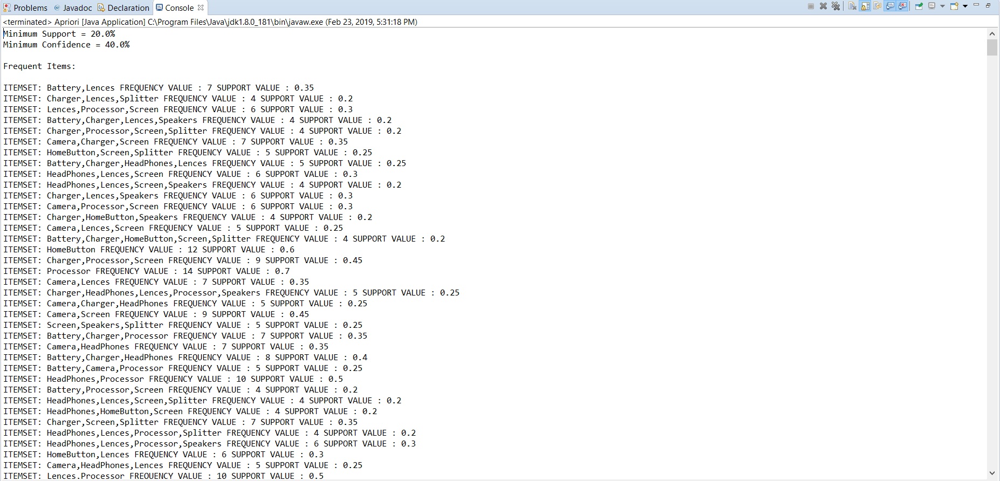 Problems @ Javadoc Declaration Console
<terminated> Apriori [Java Application] C:\Program Files\Java\jdk1.8.0_181\bin\javaw.exe (Feb 23, 2019, 5:31:18 PM)
Minimum Support = 20.0%
Minimum Confidence = 40.0%
Frequent Items:
ITEMSET: Battery,Lences FREQUENCY VALUE : 7 SUPPORT VALUE : 0.35
ITEMSET: Charger,Lences,Splitter FREQUENCY VALUE : 4 SUPPORT VALUE : 0.2
ITEMSET: Lences,Processor,Screen FREQUENCY VALUE : 6 SUPPORT VALUE : 0.3
ITEMSET: Battery,Charger,Lences,Speakers FREQUENCY VALUE : 4 SUPPORT VALUE : 0.2
ITEMSET: Charger,Processor,Screen,Splitter FREQUENCY VALUE : 4 SUPPORT VALUE : 0.2
ITEMSET: Camera,Charger,Screen FREQUENCY VALUE : 7 SUPPORT VALUE : 0.35
ITEMSET: HomeButton,Screen,Splitter FREQUENCY VALUE : 5 SUPPORT VALUE : 0.25
ITEMSET: Battery,Charger,HeadPhones,Lences FREQUENCY VALUE : 5 SUPPORT VALUE : 0.25
ITEMSET: HeadPhones,Lences,Screen FREQUENCY VALUE : 6 SUPPORT VALUE : 0.3
ITEMSET: HeadPhones,Lences,Screen,Speakers FREQUENCY VALUE : 4 SUPPORT VALUE : 0.2
ITEMSET: Charger,Lences,Speakers FREQUENCY VALUE : 6 SUPPORT VALUE : 0.3
ITEMSET: Camera,Processor,Screen FREQUENCY VALUE : 6 SUPPORT VALUE : 0.3
ITEMSET: Charger,HomeButton,Speakers FREQUENCY VALUE : 4 SUPPORT VALUE : 0.2
ITEMSET: Camera,Lences,Screen FREQUENCY VALUE : 5 SUPPORT VALUE : 0.25
ITEMSET: Battery,Charger,HomeButton,Screen,Splitter FREQUENCY VALUE : 4 SUPPORT VALUE : 0.2
ITEMSET: HomeButton FREQUENCY VALUE : 12 SUPPORT VALUE : 0.6
ITEMSET: Charger,Processor,Screen FREQUENCY VALUE : 9 SUPPORT VALUE : 0.45
ITEMSET: Processor FREQUENCY VALUE : 14 SUPPORT VALUE : 0.7
ITEMSET: Camera,Lences FREQUENCY VALUE : 7 SUPPORT VALUE : 0.35
ITEMSET: Charger,HeadPhones,Lences,Processor,Speakers FREQUENCY VALUE : 5 SUPPORT VALUE : 0.25
ITEMSET: Camera,Charger,HeadPhones FREQUENCY VALUE : 5 SUPPORT VALUE : 0.25
ITEMSET: Camera,Screen FREQUENCY VALUE : 9 SUPPORT VALUE : 0.45
ITEMSET: Screen,Speakers,Splitter FREQUENCY VALUE : 5 SUPPORT VALUE : 0.25
ITEMSET: Battery,Charger,Processor FREQUENCY VALUE : 7 SUPPORT VALUE : 0.35
ITEMSET: Camera,HeadPhones FREQUENCY VALUE : 7 SUPPORT VALUE : 0.35
ITEMSET: Battery,Charger,HeadPhones FREQUENCY VALUE : 8 SUPPORT VALUE : 0.4
ITEMSET: Battery,Camera,Processor FREQUENCY VALUE : 5 SUPPORT VALUE : 0.25
ITEMSET: HeadPhones,Processor FREQUENCY VALUE : 10 SUPPORT VALUE : 0.5
ITEMSET: Battery,Processor,Screen FREQUENCY VALUE : 4 SUPPORT VALUE : 0.2
ITEMSET: HeadPhones,Lences,Screen,Splitter FREQUENCY VALUE : 4 SUPPORT VALUE : 0.2
ITEMSET: HeadPhones,HomeButton,Screen FREQUENCY VALUE : 4 SUPPORT VALUE : 0.2
ITEMSET: Charger,Screen,Splitter FREQUENCY VALUE : 7 SUPPORT VALUE : 0.35
ITEMSET: HeadPhones,Lences,Processor,Splitter FREQUENCY VALUE : 4 SUPPORT VALUE : 0.2
ITEMSET: HeadPhones,Lences,Processor,Speakers FREQUENCY VALUE : 6 SUPPORT VALUE : 0.3
ITEMSET: HomeButton,Lences FREQUENCY VALUE : 6 SUPPORT VALUE : 0.3
ITEMSET: Camera,HeadPhones,Lences FREQUENCY VALUE : 5 SUPPORT VALUE : 0.25
ITEMSET: Lences,Processor FREQUENCY VALUE : 10 SUPPORT VALUE : 0.5